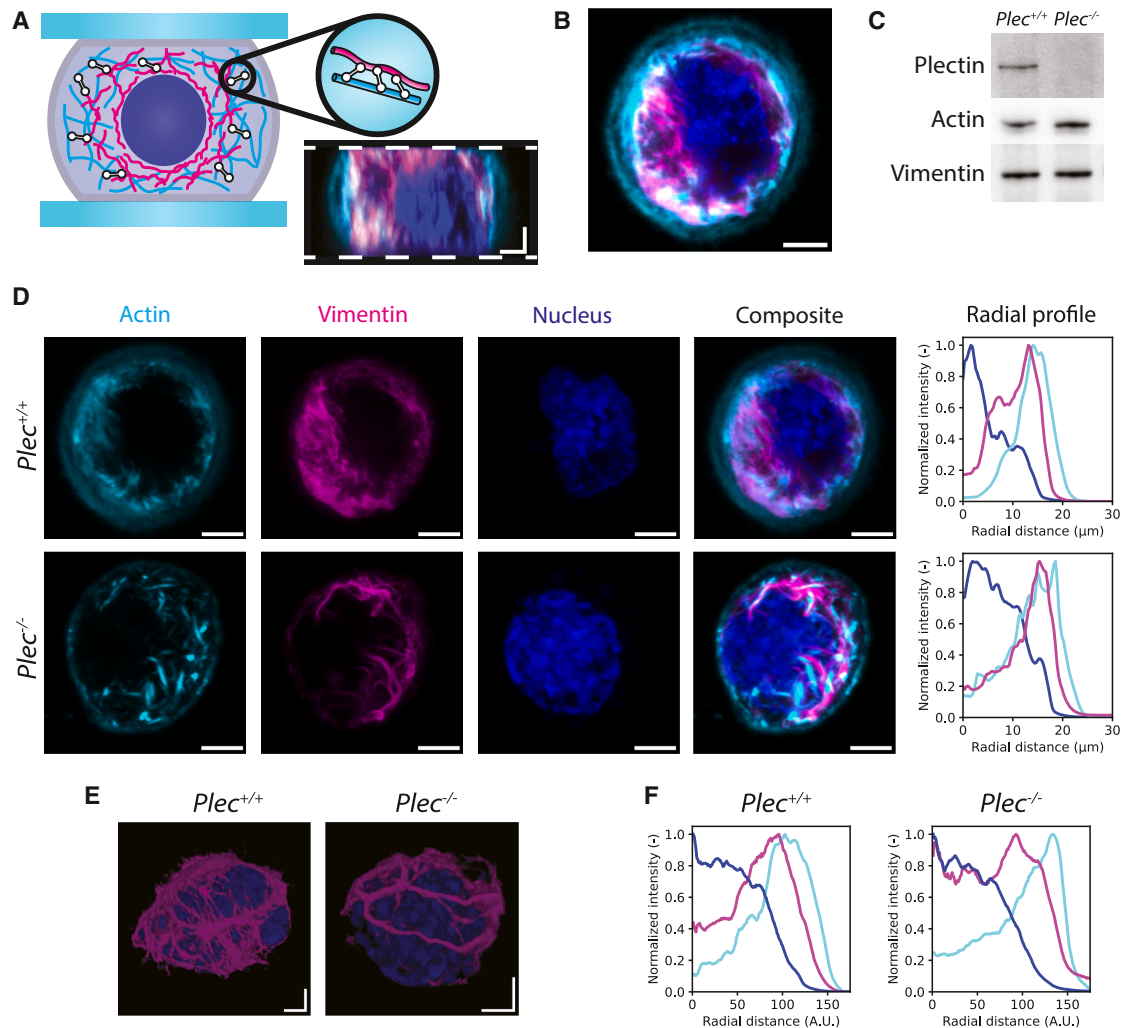 A
B
C
Plec+/+ Plec-/-
Plectin
Actin
Vimentin
D
Actin Vimentin Nucleus Composite Radial profile
Plec+/+
Normalized intensity (-)
1.0
0.8
0.6
0.4
0.2
0.0
0 10 20 30
Radial distance (μm)
Plec-/-
Normalized intensity (-)
1.0
0.8
0.6
0.4
0.2
0.0
0 10 20 30
Radial distance (μm)
E
Plec+/+ Plec-/-
F
Plec+/+ Plec-/-
Normalized intensity (-)
1.0
0.8
0.6
0.4
0.2
0.0
0 50 100 150
Radial distance (A.U.)
Normalized intensity (-)
1.0
0.8
0.6
0.4
0.2
0.0
0 50 100 150
Radial distance (A.U.)